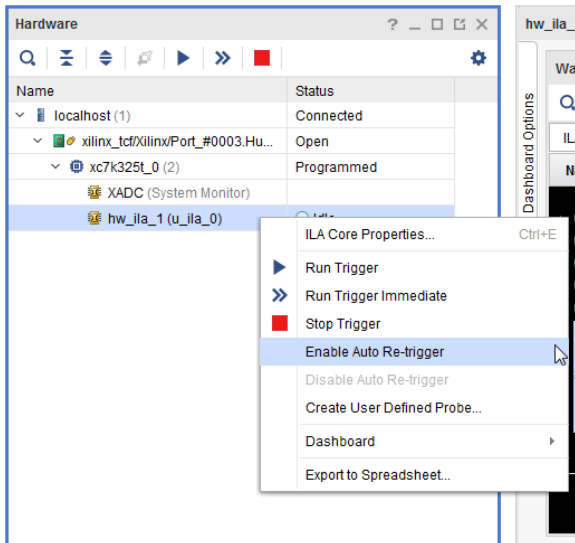 Hardware
hw_ila_
Wa
Name Status
localhost (1) Connected
xilinx_tcf/Xilinx/Port_#0003.Hu... Open
xc7k325t_0 (2) Programmed
XADC (System Monitor)
hw_ila_1 (u_ila_0) Idle
ILA Core Properties... Ctrl+E
Run Trigger
Run Trigger Immediate
Stop Trigger
Enable Auto Re-trigger
Disable Auto Re-trigger
Create User Defined Probe...
Dashboard
Export to Spreadsheet...
Dashboard Options
IL
N